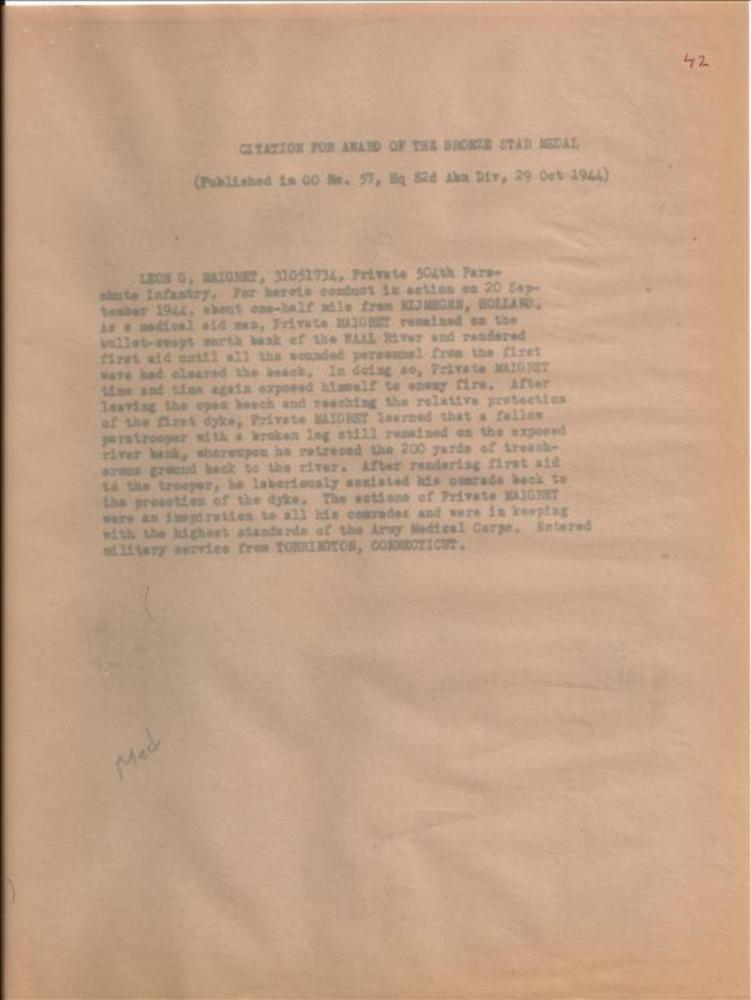 42
CITATION FOR AWARD OF THE BRONZE STAR MEDAL
(Published in GO No. 57, Hq 82d Abn Div, 29 Oct 1944)
LEON G. MAIGRET, 31051734, Private 504th Para-
chute Infantry. For heroic conduct in action on 20 Sep-
tember 1944, about one-half mile from NIJMEGEN, HOLLAND.
As a medical aid man, Private MAIGRET remained on the
bullet-swept north bank of the WAAL River and rendered
first aid until all the wounded personnel from the first
wave had cleared the beach. In doing so, Private MAIGRET
time and time again exposed himself to enemy fire. After
leaving the open beach and reaching the relative protection
of the first dyke, Private MAIGRET learned that a fellow
paratrooper with a broken leg still remained on the exposed
river bank, whereupon he retraced the 200 yards of treach-
erous ground back to the river. After rendering first aid
to the trooper, he laboriously assisted his comrade back to
the proection of the dyke. The actions of Private MAIGRET
were an inspiration to all his comrades and were in keeping
with the highest standards of the Army Medical Corps. Entered
military service from TORRINGTON, CONNECTICUT.
Med